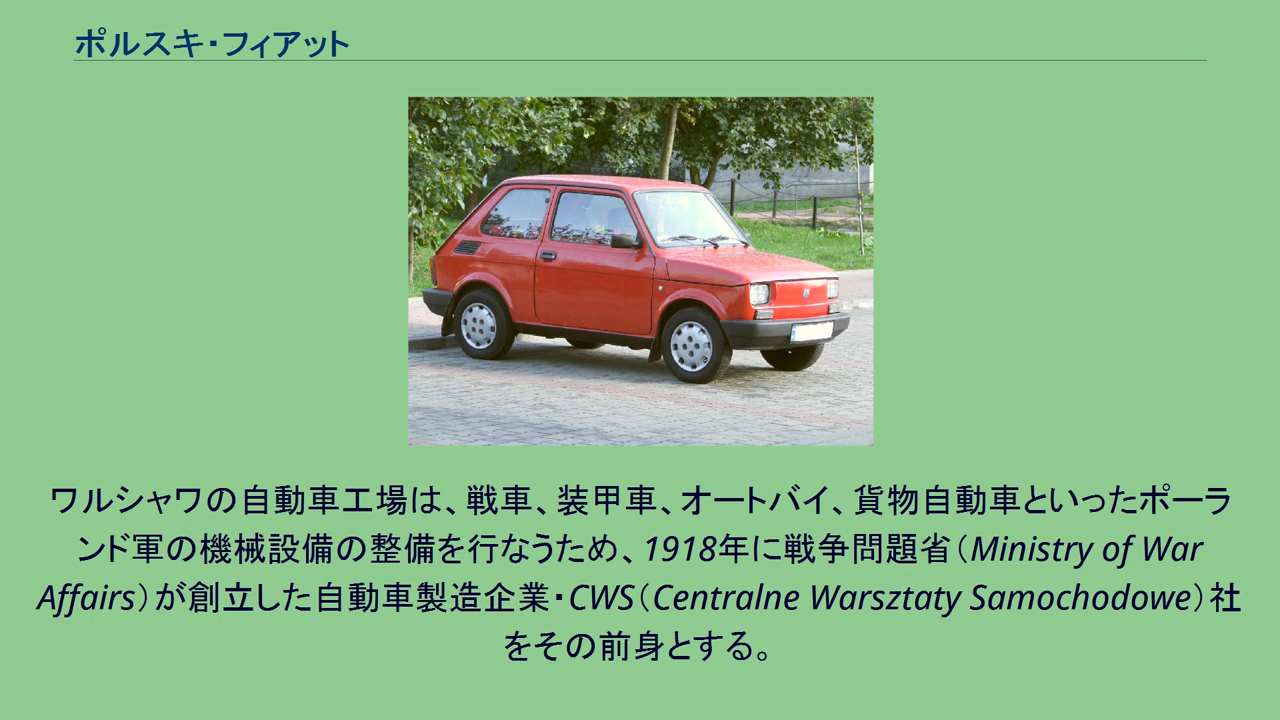 ポルスキ・フィアット
ワルシャワの自動車工場は、戦車、装甲車、オートバイ、貨物自動車といったポーラ
ンド軍の機械設備の整備を行なうため、1918年に戦争問題省（Ministry of War
Affairs）が創立した自動車製造企業・CWS（Centralne Warsztaty Samochodowe）社
をその前身とする。